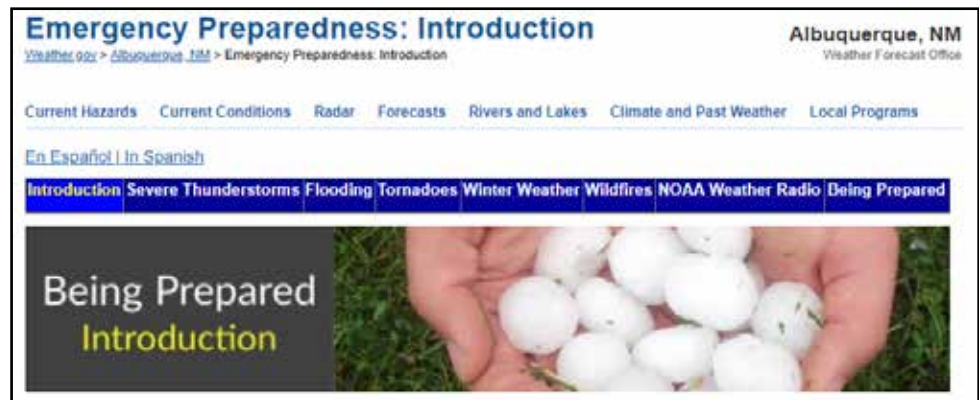 Emergency Preparedness: Introduction
Albuquerque, NM
Weather.gov > Albuquerque, NM > Emergency Preparedness: Introduction
Weather Forecast Office
Current Hazards Current Conditions Radar Forecasts Rivers and Lakes Climate and Past Weather Local Programs
En Español | In Spanish
Introduction Severe Thunderstorms Flooding Tornadoes Winter Weather Wildfires NOAA Weather Radio Being Prepared
Being Prepared
Introduction